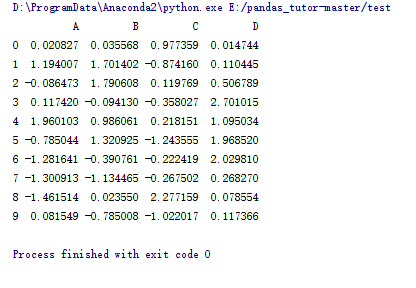 D:\ProgramData\Anaconda2\python.exe E:/pandas_tutor-master/test
A B C D
0 0.020827 0.035568 0.977359 0.014744
1 1.194007 1.701402 -0.874160 0.110445
2 -0.086473 1.790608 0.119769 0.506789
3 0.117420 -0.094130 -0.358027 2.701015
4 1.960103 0.986061 0.218151 1.095034
5 -0.785044 1.320925 -1.243555 1.968520
6 -1.281641 -0.390761 -0.222419 2.029810
7 -1.300913 -1.134465 -0.267502 0.268270
8 -1.461514 0.023550 2.277159 0.078554
9 0.081549 -0.785008 -1.022017 0.117366
Process finished with exit code 0